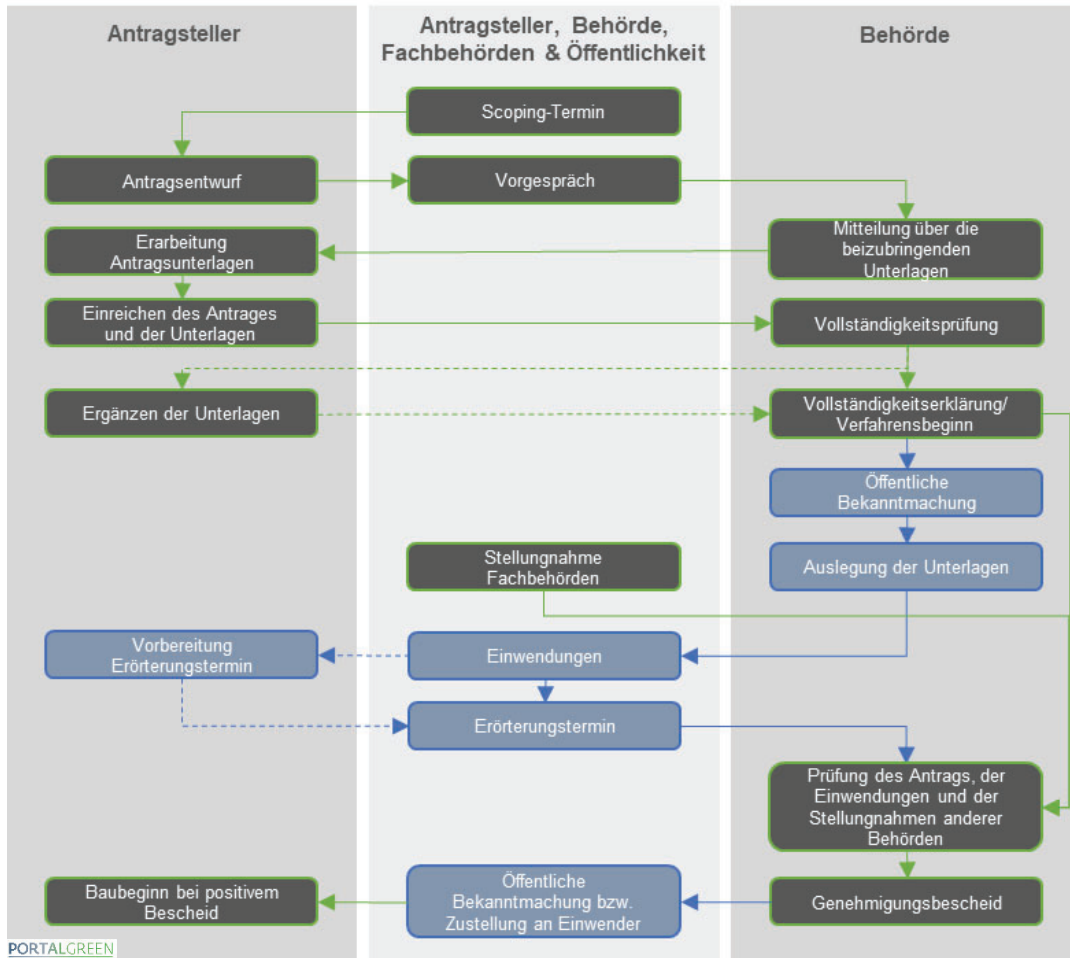 Antragsteller
Antragsteller, Behörde,
Fachbehörden & Öffentlichkeit
Behörde
Scoping-Termin
Antragsentwurf
Vorgespräch
Mitteilung über die
beizubringenden
Unterlagen
Erarbeitung
Antragsunterlagen
Einreichen des Antrages
und der Unterlagen
Vollständigkeitsprüfung
Ergänzen der Unterlagen
Vollständigkeitserklärung/
Verfahrensbeginn
Öffentliche
Bekanntmachung
Stellungnahme
Fachbehörden
Auslegung der Unterlagen
Vorbereitung
Erörterungstermin
Einwendungen
Erörterungstermin
Prüfung des Antrags, der
Einwendungen und der
Stellungnahmen anderer
Behörden
Baubeginn bei positivem
Bescheid
Öffentliche
Bekanntmachung bzw.
Zustellung an Einwender
Genehmigungsbescheid
PORTALGREEN